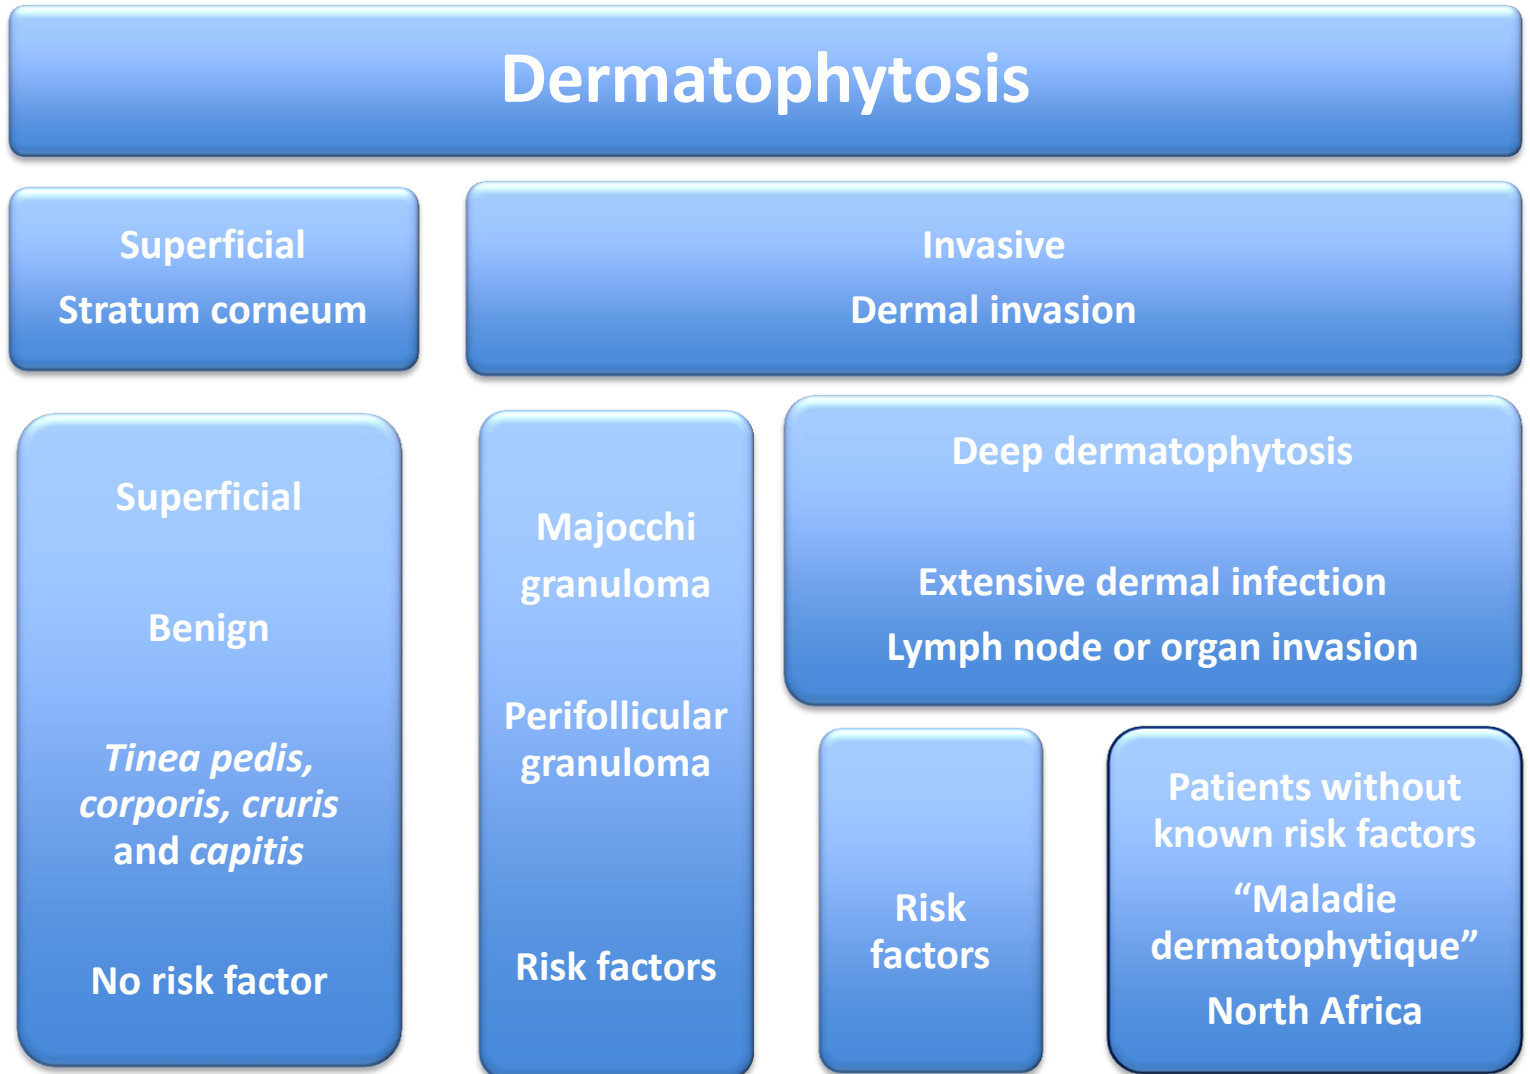 Dermatophytosis
Superficial
Stratum corneum
Invasive
Dermal invasion
Superficial
Benign
Tinea pedis,
corporis, cruris
and capitis
No risk factor
Majocchi
granuloma
Perifollicular
granuloma
Risk factors
Deep dermatophytosis
Extensive dermal infection
Lymph node or organ invasion
Risk
factors
Patients without
known risk factors
“Maladie
dermatophytique”
North Africa